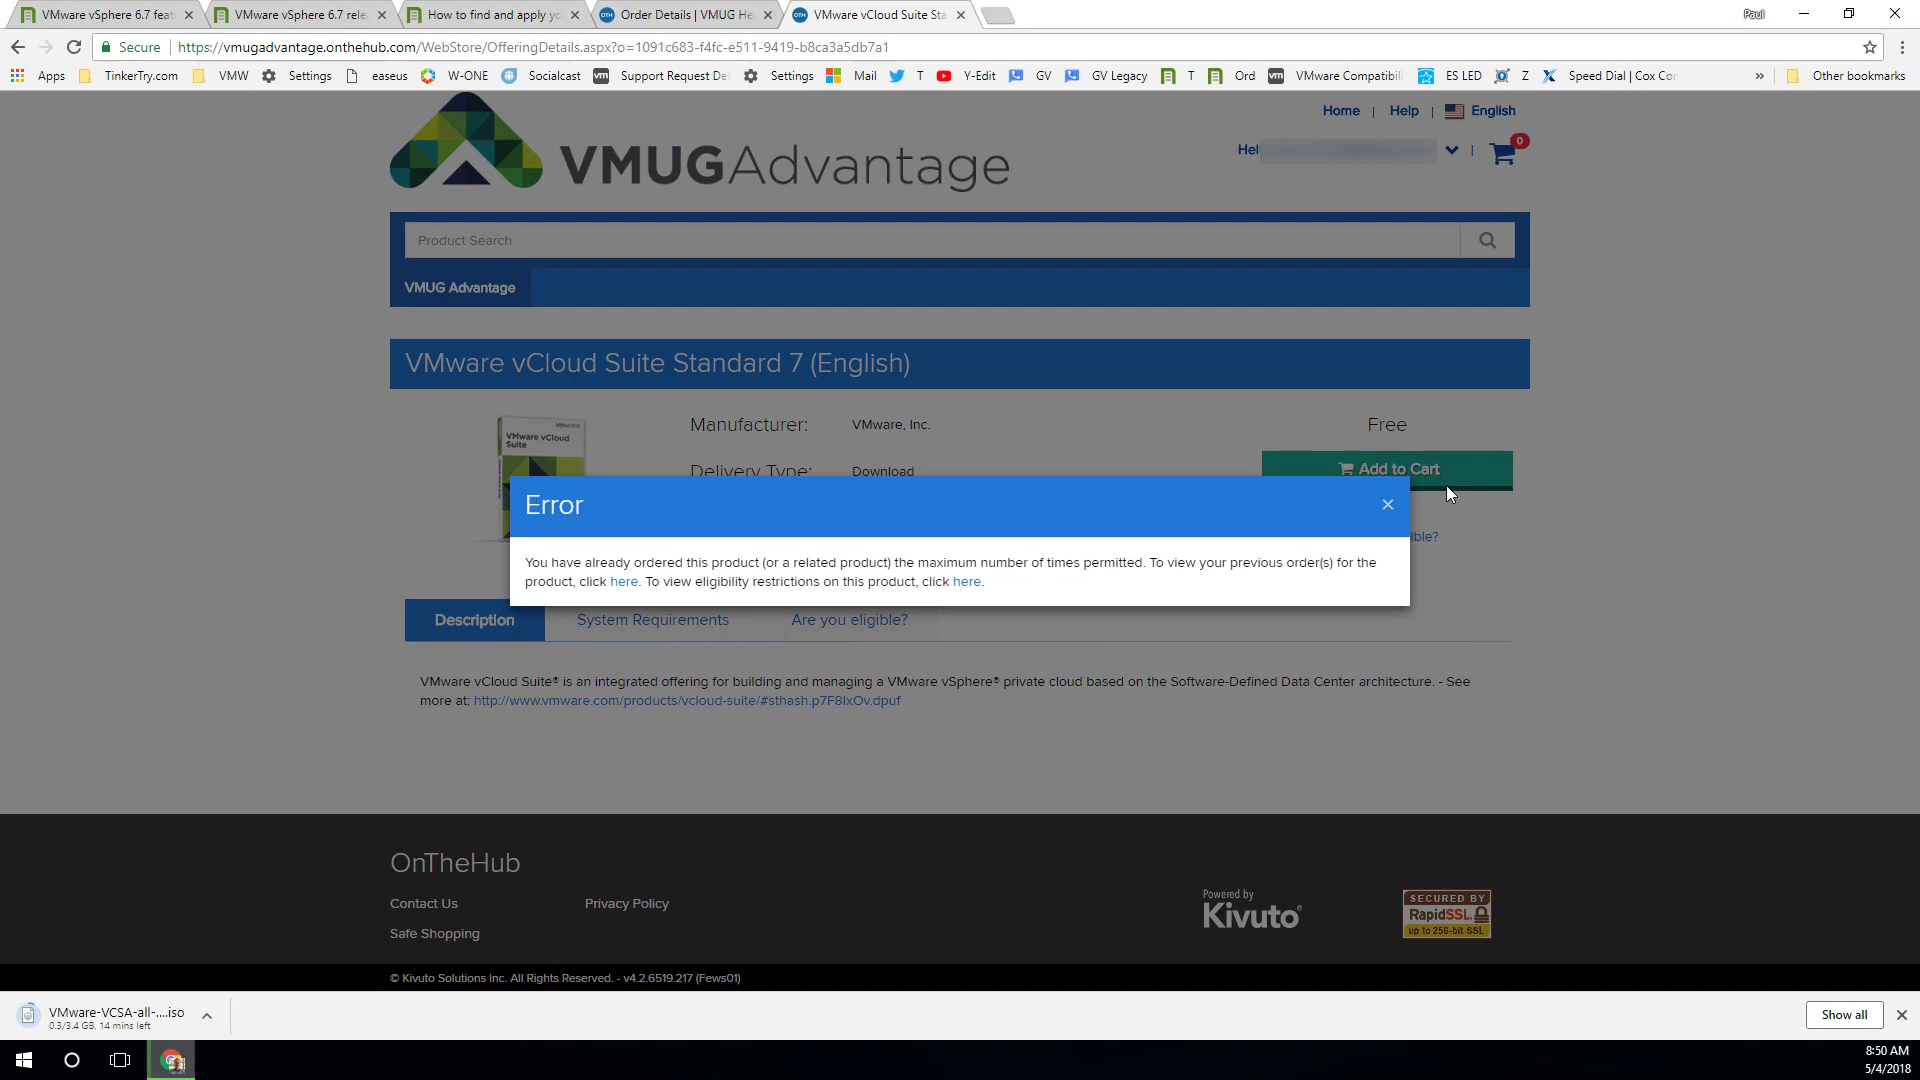 VMware vSphere 6.7 feat
VMware vSphere 6.7 rele
How to find and apply yo
Order Details | VMUG He
VMware vCloud Suite Sta
Paul
Secure
https://vmugadvantage.onthehub.com/WebStore/OfferingDetails.aspx?o=1091c683-f4fc-e511-9419-b8ca3a5db7a1
Apps
TinkerTry.com
VMW
Settings
easeus
W-ONE
Socialcast
Support Request De
Settings
Mail
T
Y-Edit
GV
GV Legacy
T
Ord
VMware Compatibili
ES LED
Z
Speed Dial | Cox Con
»
Other bookmarks
Home | Help | English
Hel
0
VMUGAdvantage
Product Search
VMUG Advantage
VMware vCloud Suite Standard 7 (English)
vmware
VMware vCloud
Suite
Manufacturer: VMware, Inc.
Free
Delivery Type: Download
Add to Cart
Error
×
ible?
You have already ordered this product (or a related product) the maximum number of times permitted. To view your previous order(s) for the
product, click here. To view eligibility restrictions on this product, click here.
Description
System Requirements
Are you eligible?
VMware vCloud Suite® is an integrated offering for building and managing a VMware vSphere® private cloud based on the Software-Defined Data Center architecture. - See
more at: http://www.vmware.com/products/vcloud-suite/#sthash.p7F8IxOv.dpuf
OnTheHub
Contact Us
Privacy Policy
Safe Shopping
Powered by
Kivuto®
SECURED BY
RapidSSL
up to 256-bit SSL
© Kivuto Solutions Inc. All Rights Reserved. - v4.2.6519.217 (Fews01)
VMware-VCSA-all-....iso
0.3/3.4 GB, 14 mins left
Show all
8:50 AM
5/4/2018